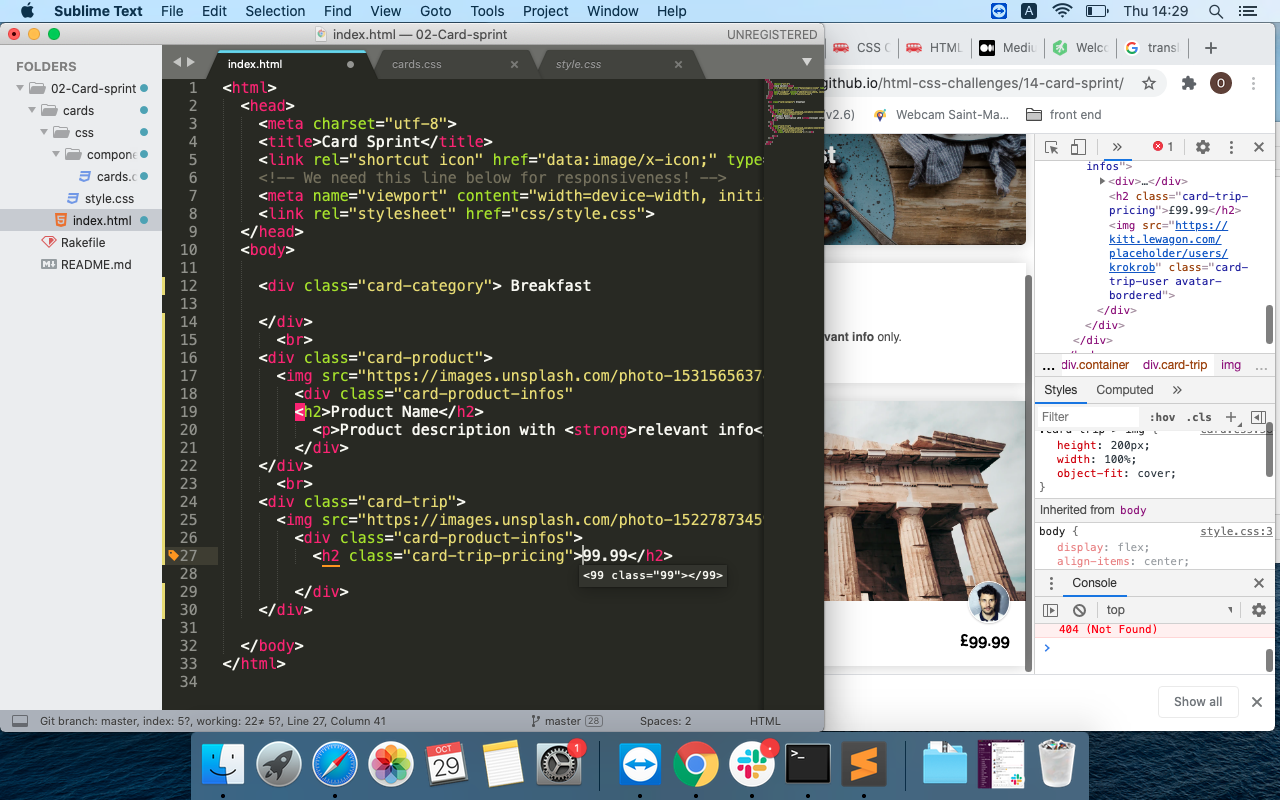 Sublime Text File Edit Selection Find View Goto Tools Project Window Help A Thu 14:29
index.html — 02-Card-sprint UNREGISTERED
FOLDERS
02-Card-sprint
cards
css
compone
cards.c
style.css
index.html
Rakefile
README.md
index.html cards.css style.css
1 <html>
2 <head>
3 <meta charset="utf-8">
4 <title>Card Sprint</title>
5 <link rel="shortcut icon" href="data:image/x-icon;" type=
6 <!-- We need this line below for responsiveness! -->
7 <meta name="viewport" content="width=device-width, initi
8 <link rel="stylesheet" href="css/style.css">
9 </head>
10 <body>
11
12 <div class="card-category"> Breakfast
13
14 </div>
15 <br>
16 <div class="card-product">
17 <img src="https://images.unsplash.com/photo-153156563
18 <div class="card-product-infos"
19 <h2>Product Name</h2>
20 <p>Product description with <strong>relevant info<
21 </div>
22 </div>
23 <br>
24 <div class="card-trip">
25 <img src="https://images.unsplash.com/photo-152278734
26 <div class="card-product-infos">
27 <h2 class="card-trip-pricing">99.99</h2>
<99 class="99"></99>
28
29 </div>
30 </div>
31
32 </body>
33 </html>
34
Git branch: master, index: 5?, working: 22≠ 5?, Line 27, Column 41 master 28 Spaces: 2 HTML
CSS C HTML Mediu Welco transl
github.io/html-css-challenges/14-card-sprint/ O
v2.6) Webcam Saint-Ma... front end
vant info only.
£99.99
1
infos">
<div>…</div>
<h2 class="card-trip-
pricing">£99.99</h2>
<img src="https://
kitt.lewagon.com/
placeholder/users/
krokrob" class="card-
trip-user avatar-
bordered">
</div>
</div>
</div>
... div.container div.card-trip img ...
Styles Computed
Filter :hov .cls
.card-trip > img {
height: 200px;
width: 100%;
object-fit: cover;
}
Inherited from body
body { style.css:3
display: flex;
align-items: center;
Console
top
404 (Not Found)
Show all
OCT
29
1